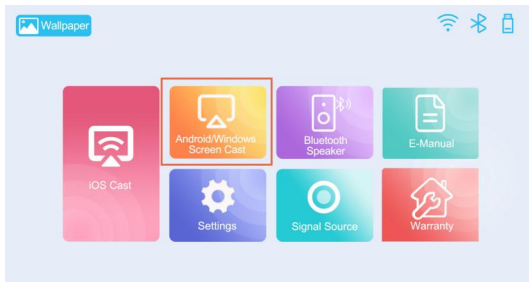 Wallpaper
iOS Cast
Android/Windows
Screen Cast
Bluetooth
Speaker
E-Manual
Settings
Signal Source
Warranty